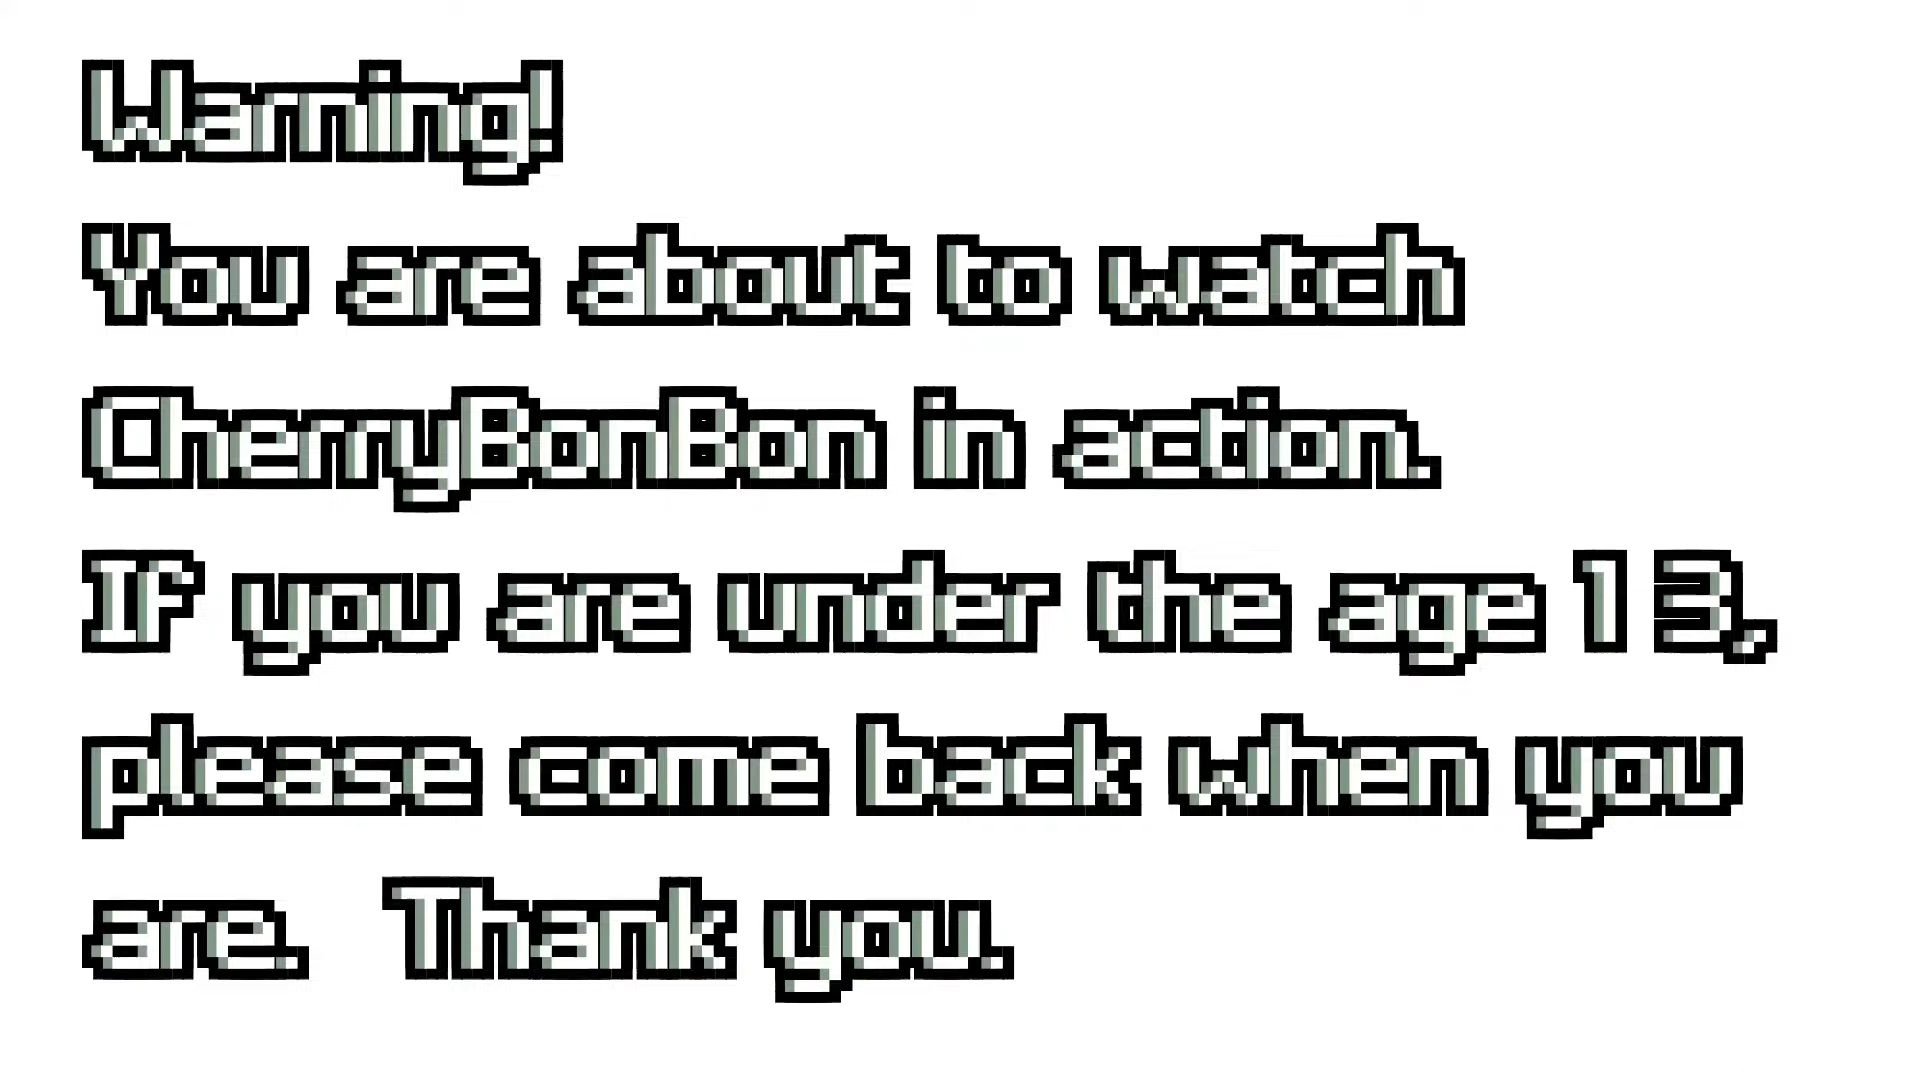 Warning!
You are about to watch
CherryBonBon in action.
If you are under the age 13,
please come back when you
are.  Thank you.